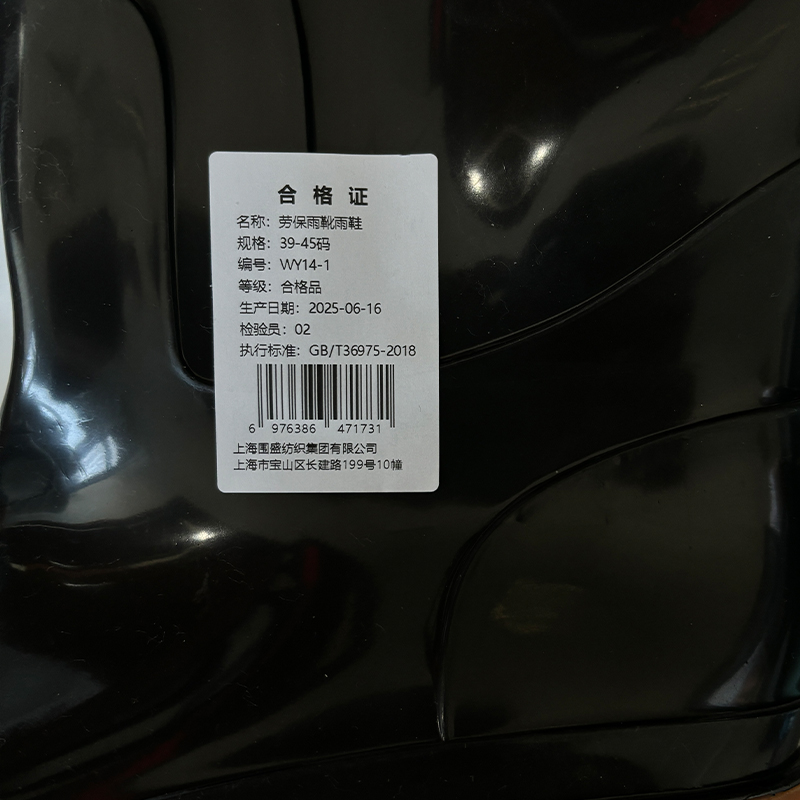 合格证
名称：劳保雨靴雨鞋
规格：39-45码
编号：WY14-1
等级：合格品
生产日期：2025-06-16
检验员：02
执行标准：GB/T36975-2018
6 976386 471731
上海围盛纺织集团有限公司
上海市宝山区长建路199号10幢